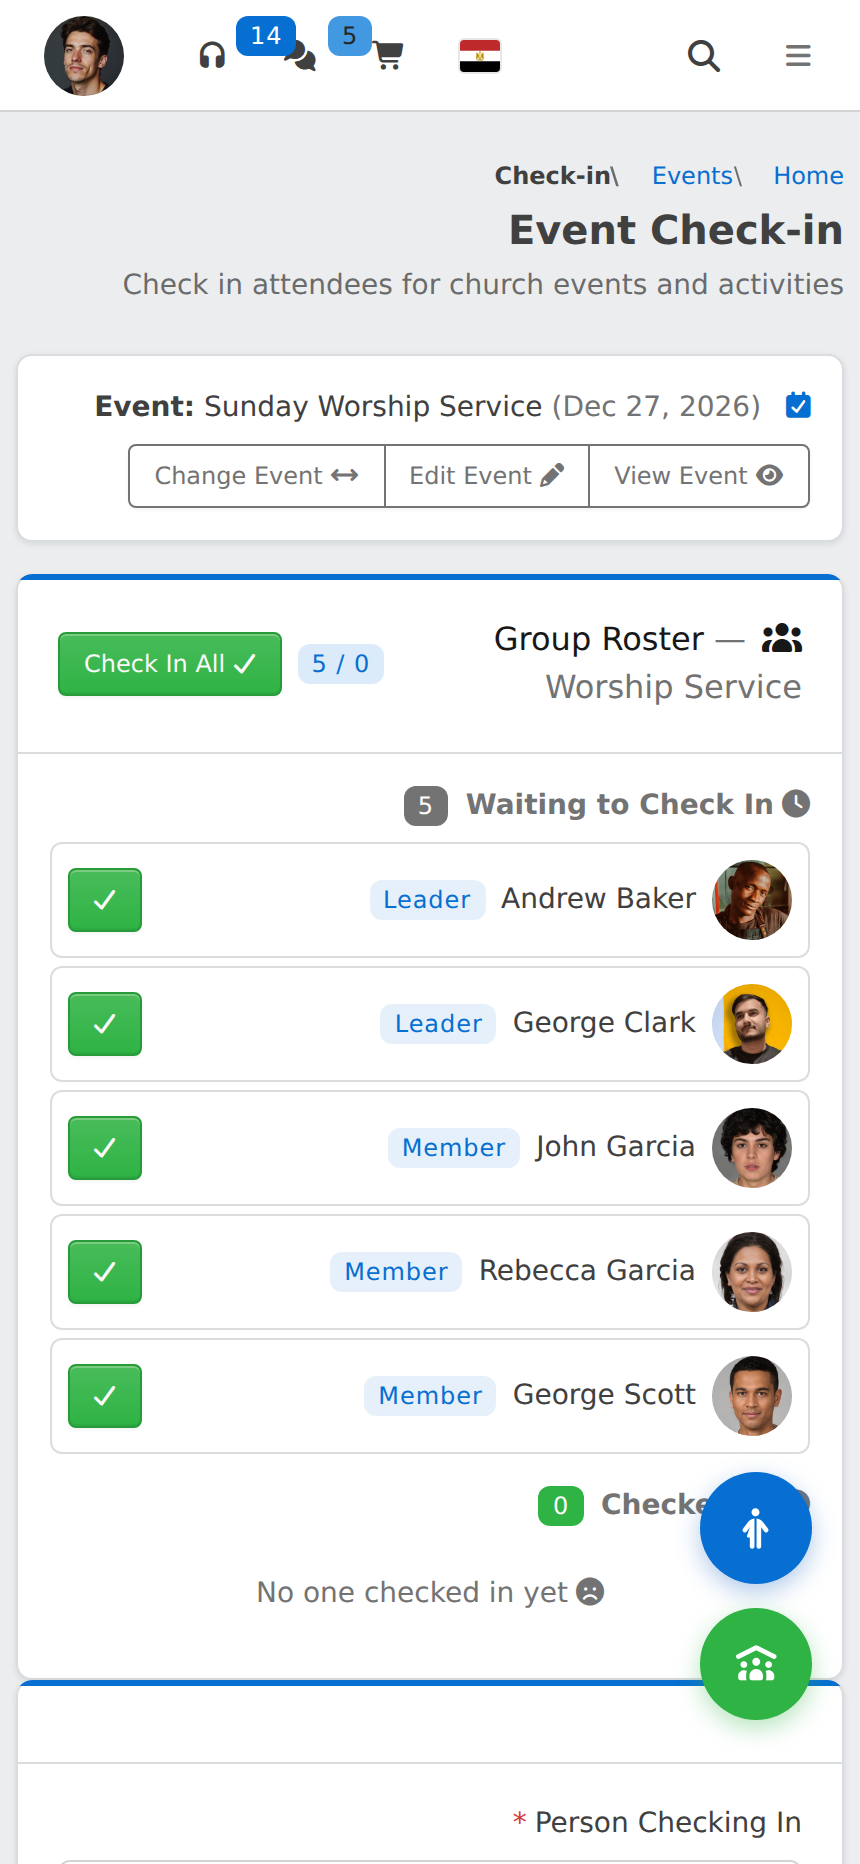 14
5
Home
Events\
Check-in\
Event Check-in
Check in attendees for church events and activities
Event: Sunday Worship Service (Dec 27, 2026)
View Event
Edit Event
Change Event
Group Roster —
Worship Service
5 / 0
Check In All
Waiting to Check In
5
Andrew Baker
Leader
George Clark
Leader
John Garcia
Member
Rebecca Garcia
Member
George Scott
Member
0
No one checked in yet
* Person Checking In